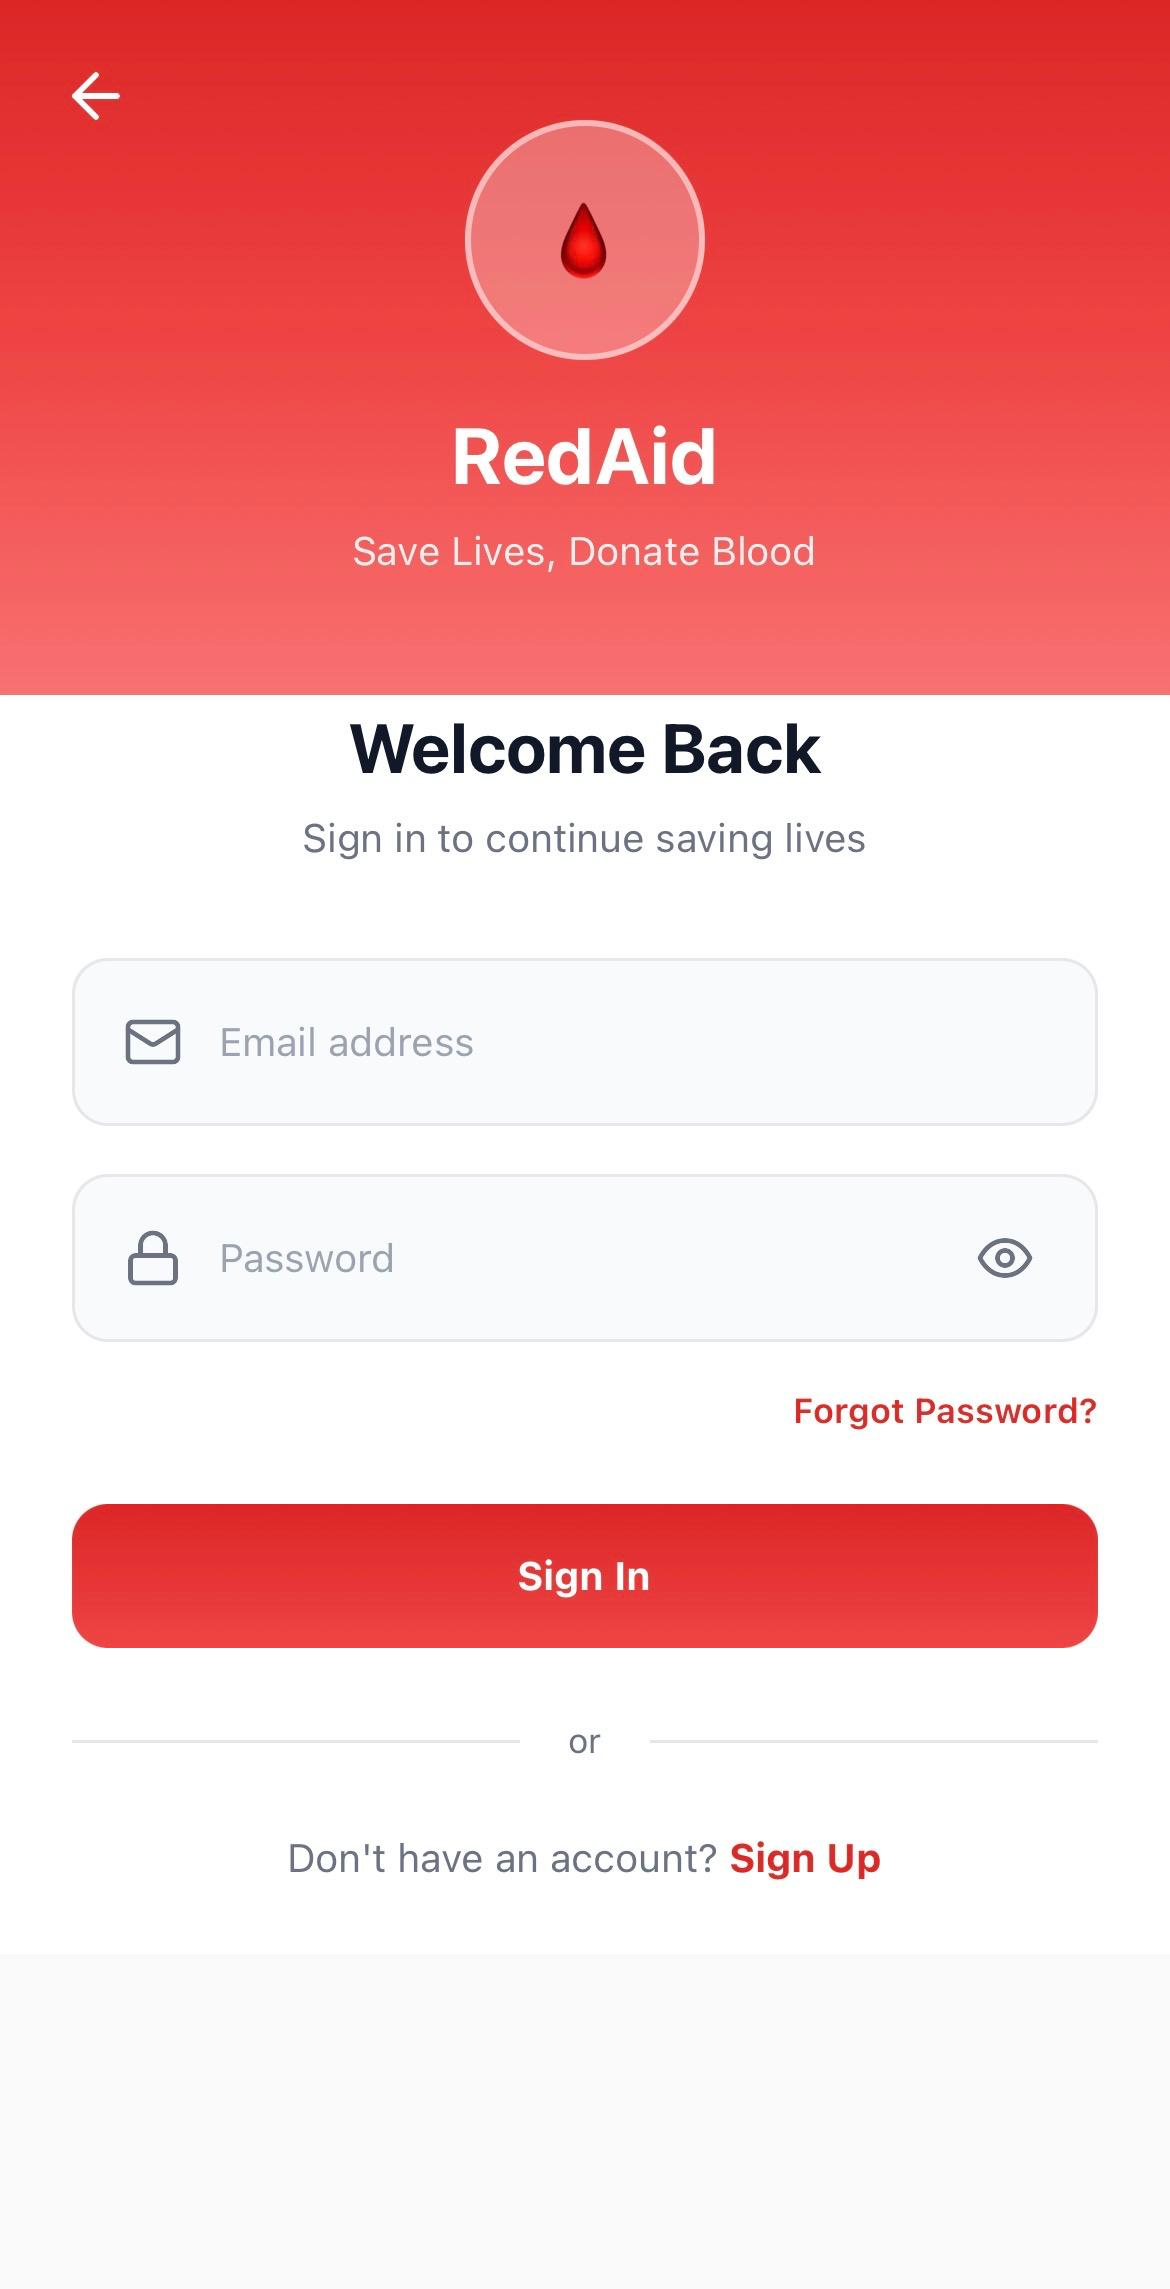 RedAid
Save Lives, Donate Blood
Welcome Back
Sign in to continue saving lives
Email address
Password
Forgot Password?
Sign In
or
Don't have an account? Sign Up